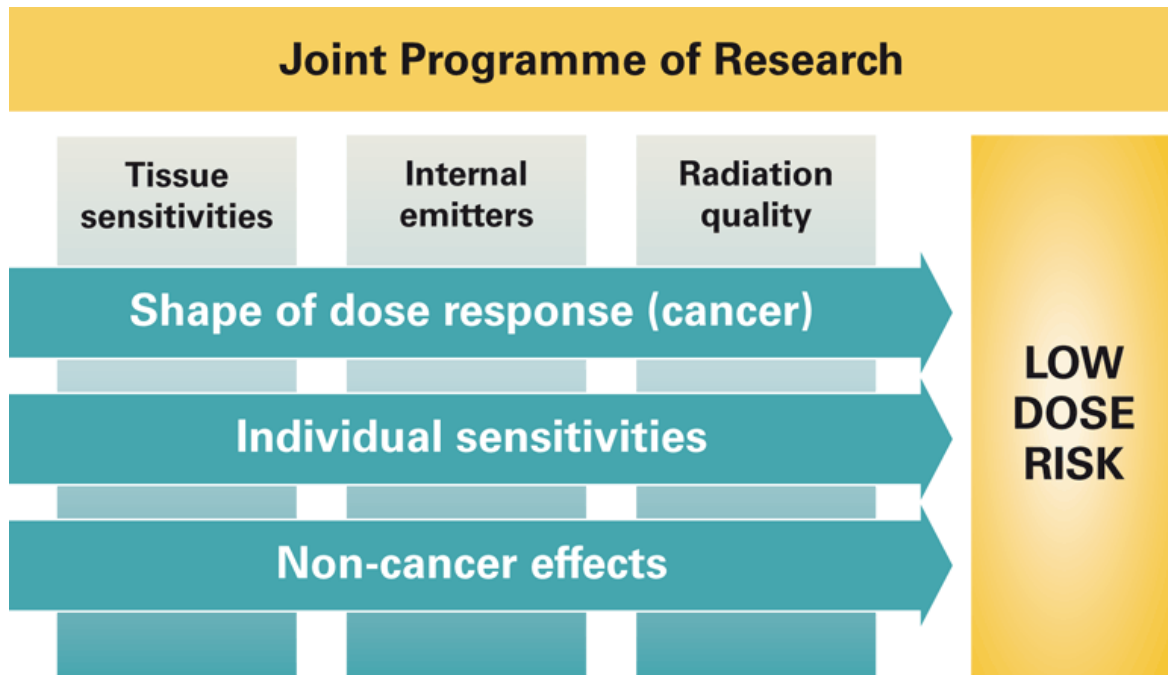 Joint Programme of Research
Tissue
sensitivities
Internal
emitters
Radiation
quality
Shape of dose response (cancer)
Individual sensitivities
Non-cancer effects
LOW
DOSE
RISK